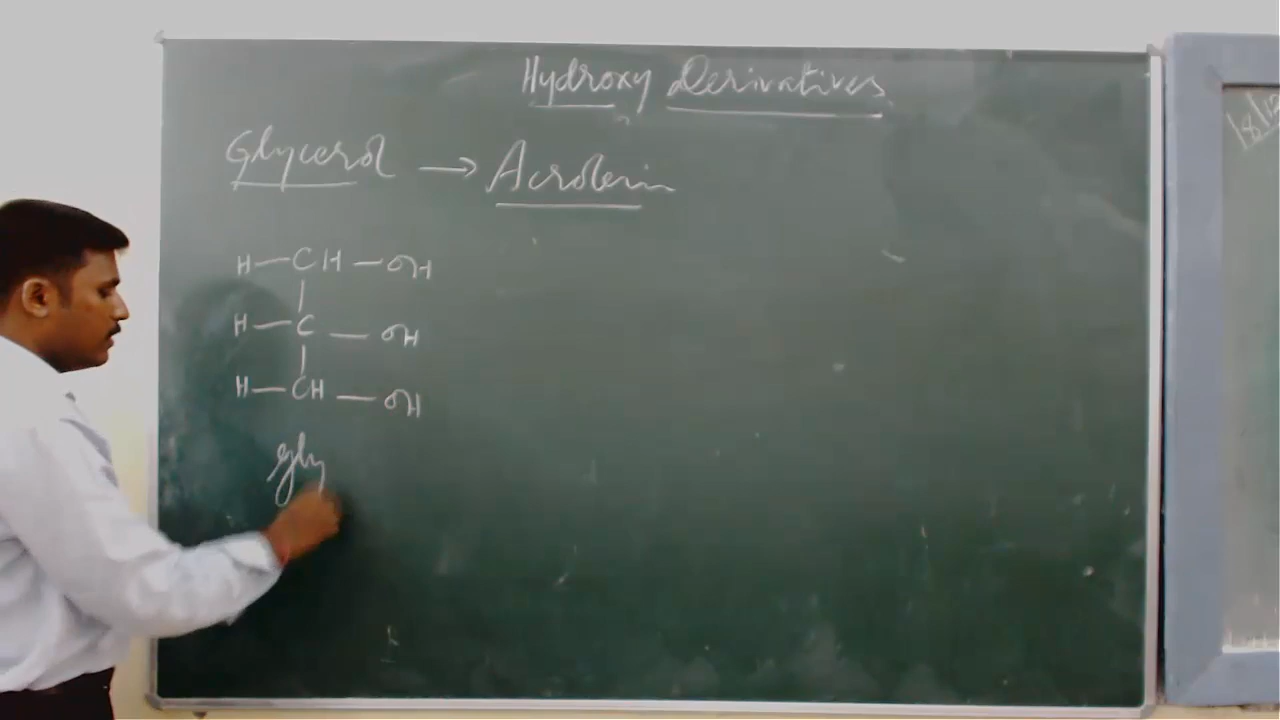 Hydroxy Derivatives
Glycerol → Acrolein
H—CH—OH
H—C—OH
H—CH—OH
Gly